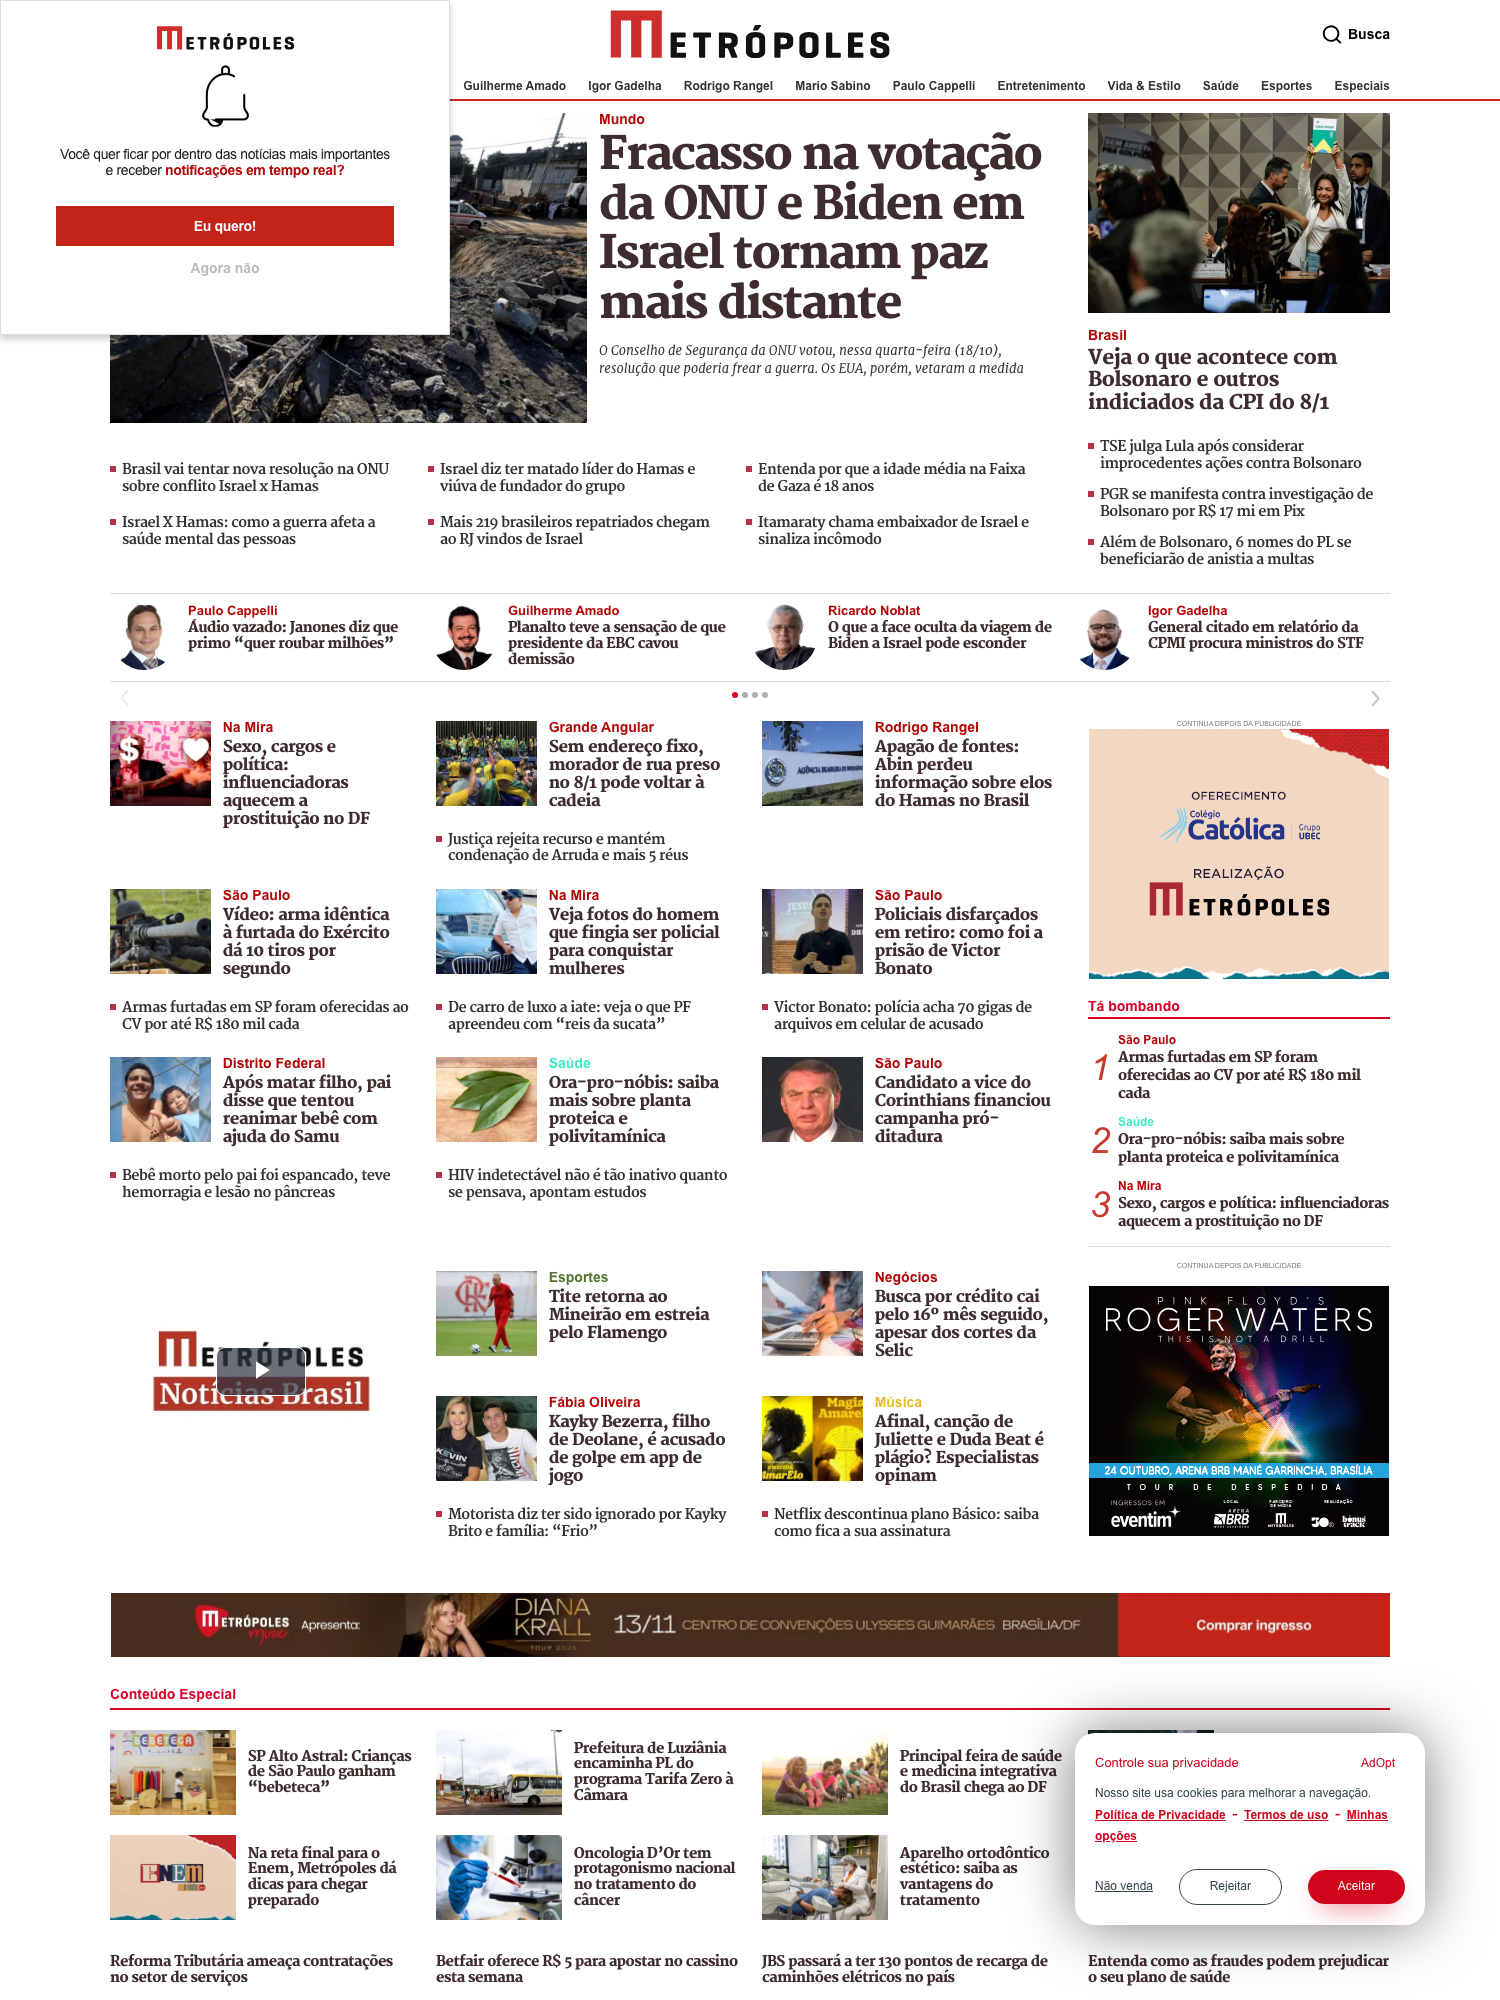 METRÓPOLES
Você quer ficar por dentro das notícias mais importantes
e receber notificações em tempo real?
Eu quero!
Agora não
METRÓPOLES
Busca
Guilherme Amado
Igor Gadelha
Rodrigo Rangel
Mario Sabino
Paulo Cappelli
Entretenimento
Vida & Estilo
Saúde
Esportes
Especiais
Mundo
Fracasso na votação
da ONU e Biden em
Israel tornam paz
mais distante
O Conselho de Segurança da ONU votou, nessa quarta-feira (18/10),
resolução que poderia frear a guerra. Os EUA, porém, vetaram a medida
Brasil
Veja o que acontece com
Bolsonaro e outros
indiciados da CPI do 8/1
TSE julga Lula após considerar
improcedentes ações contra Bolsonaro
PGR se manifesta contra investigação de
Bolsonaro por R$ 17 mi em Pix
Além de Bolsonaro, 6 nomes do PL se
beneficiarão de anistia a multas
Brasil vai tentar nova resolução na ONU
sobre conflito Israel x Hamas
Israel diz ter matado líder do Hamas e
viúva de fundador do grupo
Entenda por que a idade média na Faixa
de Gaza é 18 anos
Israel X Hamas: como a guerra afeta a
saúde mental das pessoas
Mais 219 brasileiros repatriados chegam
ao RJ vindos de Israel
Itamaraty chama embaixador de Israel e
sinaliza incômodo
Paulo Cappelli
Áudio vazado: Janones diz que
primo “quer roubar milhões”
Guilherme Amado
Planalto teve a sensação de que
presidente da EBC cavou
demissão
Ricardo Noblat
O que a face oculta da viagem de
Biden a Israel pode esconder
Igor Gadelha
General citado em relatório da
CPMI procura ministros do STF
Na Mira
Sexo, cargos e
política:
influenciadoras
aquecem a
prostituição no DF
Grande Angular
Sem endereço fixo,
morador de rua preso
no 8/1 pode voltar à
cadeia
Justiça rejeita recurso e mantém
condenação de Arruda e mais 5 réus
Rodrigo Rangel
Apagão de fontes:
Abin perdeu
informação sobre elos
do Hamas no Brasil
CONTINUA DEPOIS DA PUBLICIDADE
OFERECIMENTO
Colégio
Católica
Grupo
UBEC
REALIZAÇÃO
METRÓPOLES
São Paulo
Vídeo: arma idêntica
à furtada do Exército
dá 10 tiros por
segundo
Armas furtadas em SP foram oferecidas ao
CV por até R$ 180 mil cada
Na Mira
Veja fotos do homem
que fingia ser policial
para conquistar
mulheres
De carro de luxo a iate: veja o que PF
apreendeu com “reis da sucata”
São Paulo
Policiais disfarçados
em retiro: como foi a
prisão de Victor
Bonato
Victor Bonato: polícia acha 70 gigas de
arquivos em celular de acusado
Tá bombando
1
São Paulo
Armas furtadas em SP foram
oferecidas ao CV por até R$ 180 mil
cada
2
Saúde
Ora-pro-nóbis: saiba mais sobre
planta proteica e polivitamínica
3
Na Mira
Sexo, cargos e política: influenciadoras
aquecem a prostituição no DF
Distrito Federal
Após matar filho, pai
disse que tentou
reanimar bebê com
ajuda do Samu
Bebê morto pelo pai foi espancado, teve
hemorragia e lesão no pâncreas
Saúde
Ora-pro-nóbis: saiba
mais sobre planta
proteica e
polivitamínica
HIV indetectável não é tão inativo quanto
se pensava, apontam estudos
São Paulo
Candidato a vice do
Corinthians financiou
campanha pró-
ditadura
METRÓPOLES
Notícias Brasil
Esportes
Tite retorna ao
Mineirão em estreia
pelo Flamengo
Negócios
Busca por crédito cai
pelo 16º mês seguido,
apesar dos cortes da
Selic
Fábia Oliveira
Kayky Bezerra, filho
de Deolane, é acusado
de golpe em app de
jogo
Motorista diz ter sido ignorado por Kayky
Brito e família: “Frio”
Música
Afinal, canção de
Juliette e Duda Beat é
plágio? Especialistas
opinam
Netflix descontinua plano Básico: saiba
como fica a sua assinatura
CONTINUA DEPOIS DA PUBLICIDADE
PINK FLOYD'S
ROGER WATERS
THIS IS NOT A DRILL
24 OUTUBRO, ARENA BRB MANÉ GARRINCHA, BRASÍLIA
TOUR DE DESPEDIDA
INGRESSOS EM
eventim
LOCAL
ARENA
BRB
PARCEIRO
DE MÍDIA
METRÓPOLES
REALIZAÇÃO
30e
bonus
track
METRÓPOLES
Music
Apresenta:
DIANA
KRALL
TOUR 2023
13/11 CENTRO DE CONVENÇÕES ULYSSES GUIMARÃES BRASÍLIA/DF
Comprar ingresso
Conteúdo Especial
SP Alto Astral: Crianças
de São Paulo ganham
“bebeteca”
Prefeitura de Luziânia
encaminha PL do
programa Tarifa Zero à
Câmara
Principal feira de saúde
e medicina integrativa
do Brasil chega ao DF
Na reta final para o
Enem, Metrópoles dá
dicas para chegar
preparado
Oncologia D’Or tem
protagonismo nacional
no tratamento do
câncer
Aparelho ortodôntico
estético: saiba as
vantagens do
tratamento
Controle sua privacidade
AdOpt
Nosso site usa cookies para melhorar a navegação.
Política de Privacidade - Termos de uso - Minhas
opções
Não venda
Rejeitar
Aceitar
Reforma Tributária ameaça contratações
no setor de serviços
Betfair oferece R$ 5 para apostar no cassino
esta semana
JBS passará a ter 130 pontos de recarga de
caminhões elétricos no país
Entenda como as fraudes podem prejudicar
o seu plano de saúde